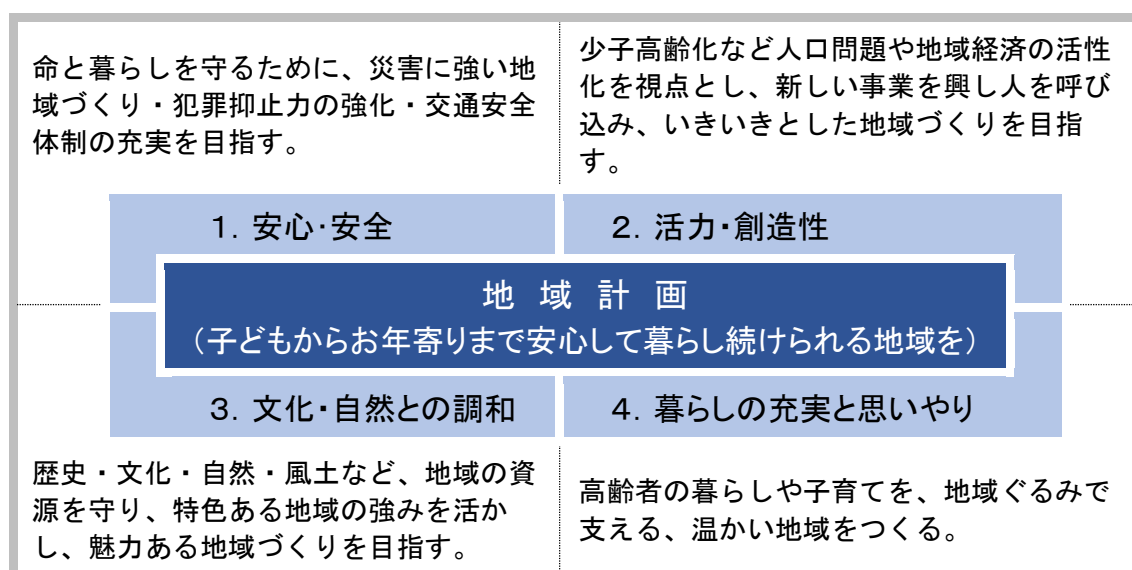 命と暮らしを守るために、災害に強い地
域づくり・犯罪抑止力の強化・交通安全
体制の充実を目指す。
少子高齢化など人口問題や地域経済の活性
化を視点とし、新しい事業を興し人を呼び
込み、いきいきとした地域づくりを目指
す。
1．安心・安全
2．活力・創造性
地 域 計 画
（子どもからお年寄りまで安心して暮らし続けられる地域を）
3．文化・自然との調和
4．暮らしの充実と思いやり
歴史・文化・自然・風土など、地域の資
源を守り、特色ある地域の強みを活か
し、魅力ある地域づくりを目指す。
高齢者の暮らしや子育てを、地域ぐるみで
支える、温かい地域をつくる。